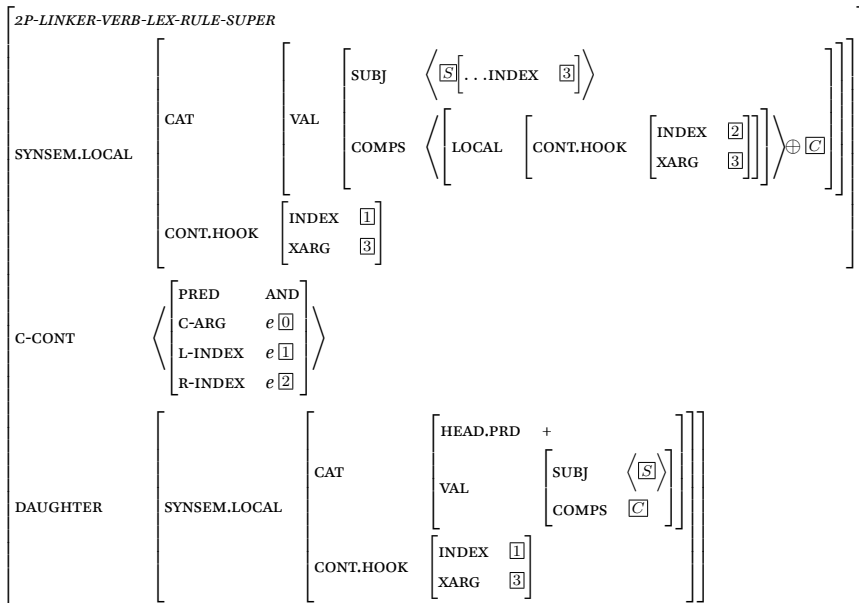 2P-LINKER-VERB-LEX-RULE-SUPER
SUBJ ⟨[S][...INDEX [3]]⟩
CAT VAL
COMPS ⟨[LOCAL [CONT.HOOK [INDEX [2]
XARG [3]]]]⟩⊕[C]
SYNSEM.LOCAL
CONT.HOOK [INDEX [1]
XARG [3]]
PRED AND
C-ARG e[0]
C-CONT
L-INDEX e[1]
R-INDEX e[2]
HEAD.PRD +
CAT
SUBJ ⟨[S]⟩
VAL
COMPS [C]
DAUGHTER SYNSEM.LOCAL
CONT.HOOK [INDEX [1]
XARG [3]]